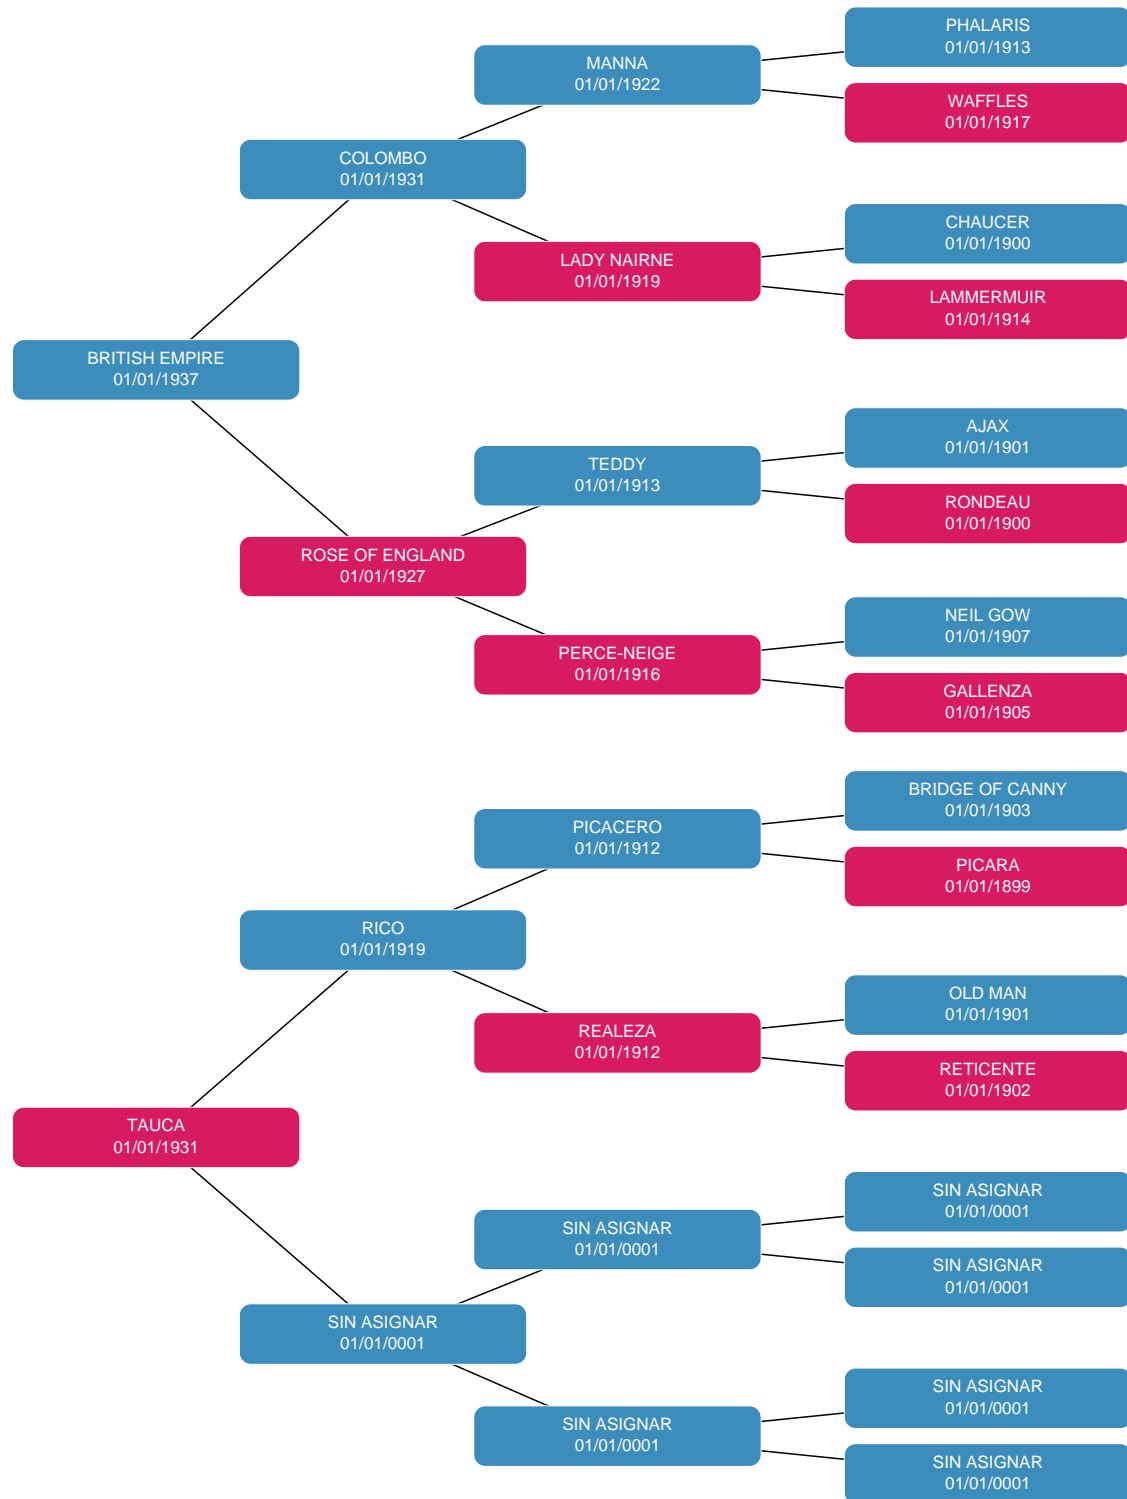 PHALARIS
01/01/1913
MANNA
01/01/1922
WAFFLES
01/01/1917
COLOMBO
01/01/1931
CHAUCER
01/01/1900
LADY NAIRNE
01/01/1919
LAMMERMUIR
01/01/1914
BRITISH EMPIRE
01/01/1937
AJAX
01/01/1901
TEDDY
01/01/1913
RONDEAU
01/01/1900
ROSE OF ENGLAND
01/01/1927
NEIL GOW
01/01/1907
PERCE-NEIGE
01/01/1916
GALLENZA
01/01/1905
BRIDGE OF CANNY
01/01/1903
PICACERO
01/01/1912
PICARA
01/01/1899
RICO
01/01/1919
OLD MAN
01/01/1901
REALEZA
01/01/1912
RETICENTE
01/01/1902
TAUCA
01/01/1931
SIN ASIGNAR
01/01/0001
SIN ASIGNAR
01/01/0001
SIN ASIGNAR
01/01/0001
SIN ASIGNAR
01/01/0001
SIN ASIGNAR
01/01/0001
SIN ASIGNAR
01/01/0001
SIN ASIGNAR
01/01/0001